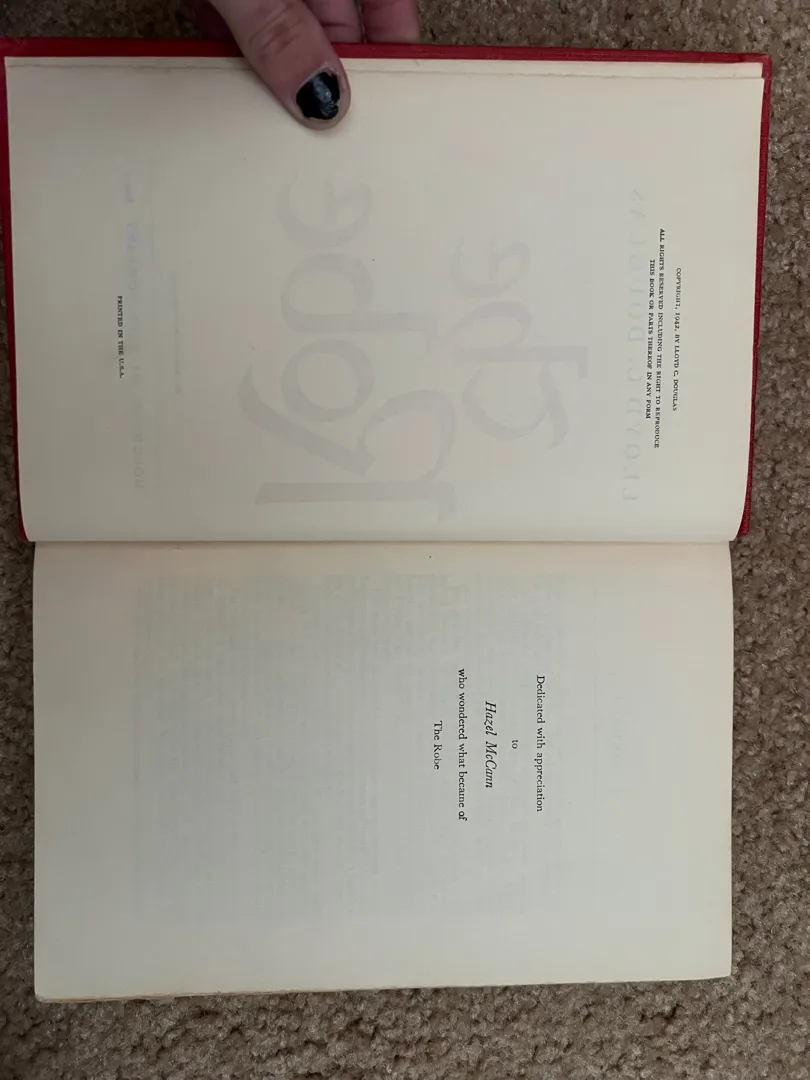 COPYRIGHT, 1942, BY LLOYD C. DOUGLAS
ALL RIGHTS RESERVED INCLUDING THE RIGHT TO REPRODUCE
THIS BOOK OR PARTS THEREOF IN ANY FORM
PRINTED IN THE U.S.A.
Dedicated with appreciation
to
Hazel McCann
who wondered what became of
The Robe